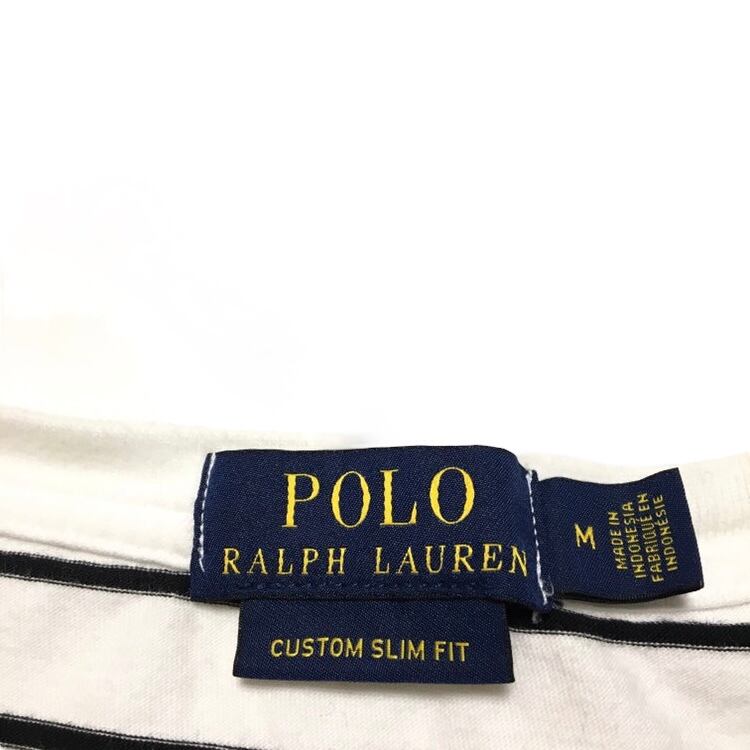 POLO
RALPH LAUREN
CUSTOM SLIM FIT
M
MADE IN
INDONESIA
FABRIQUÉ EN
INDONÉSIE